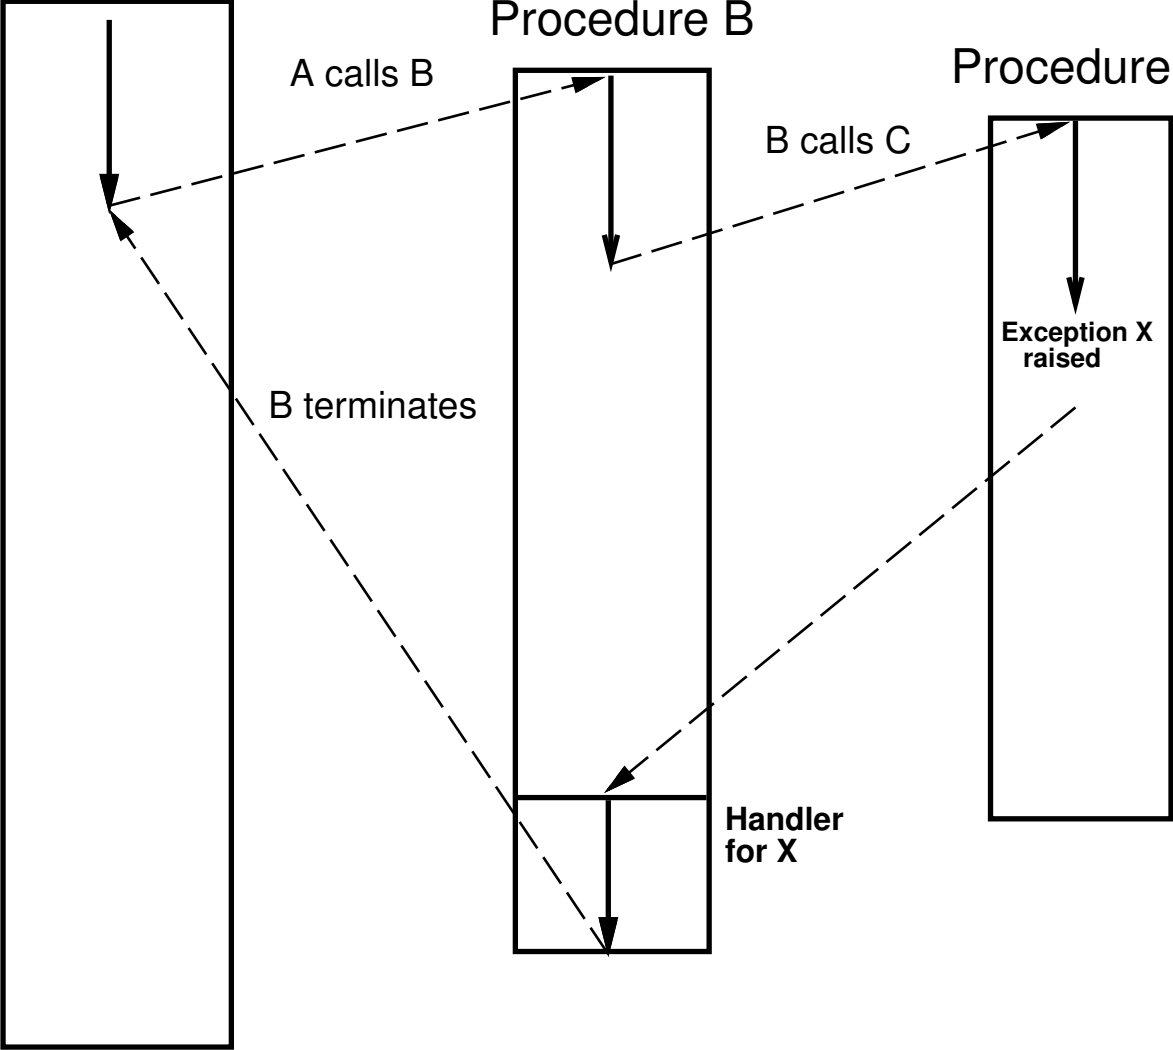 Procedure B
Procedure
A calls B
B calls C
Exception X
raised
B terminates
Handler
for X